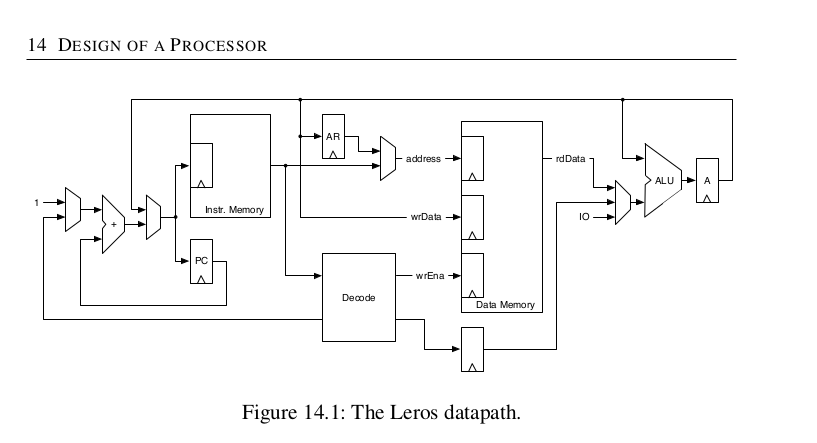 14 DESIGN OF A PROCESSOR
AR
address
rdData
ALU
A
1
Instr. Memory
+
wrData
IO
PC
wrEna
Decode
Data Memory
Figure 14.1: The Leros datapath.